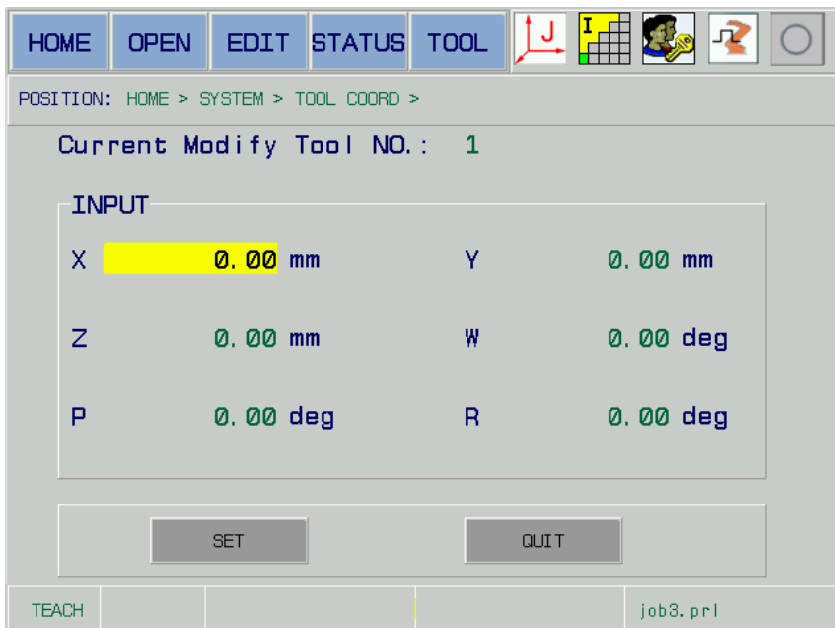 HOME OPEN EDIT STATUS TOOL J I
POSITION: HOME > SYSTEM > TOOL COORD >
Current Modify Tool NO.: 1
INPUT
X 0.00 mm Y 0.00 mm
Z 0.00 mm W 0.00 deg
P 0.00 deg R 0.00 deg
SET QUIT
TEACH job3.prl